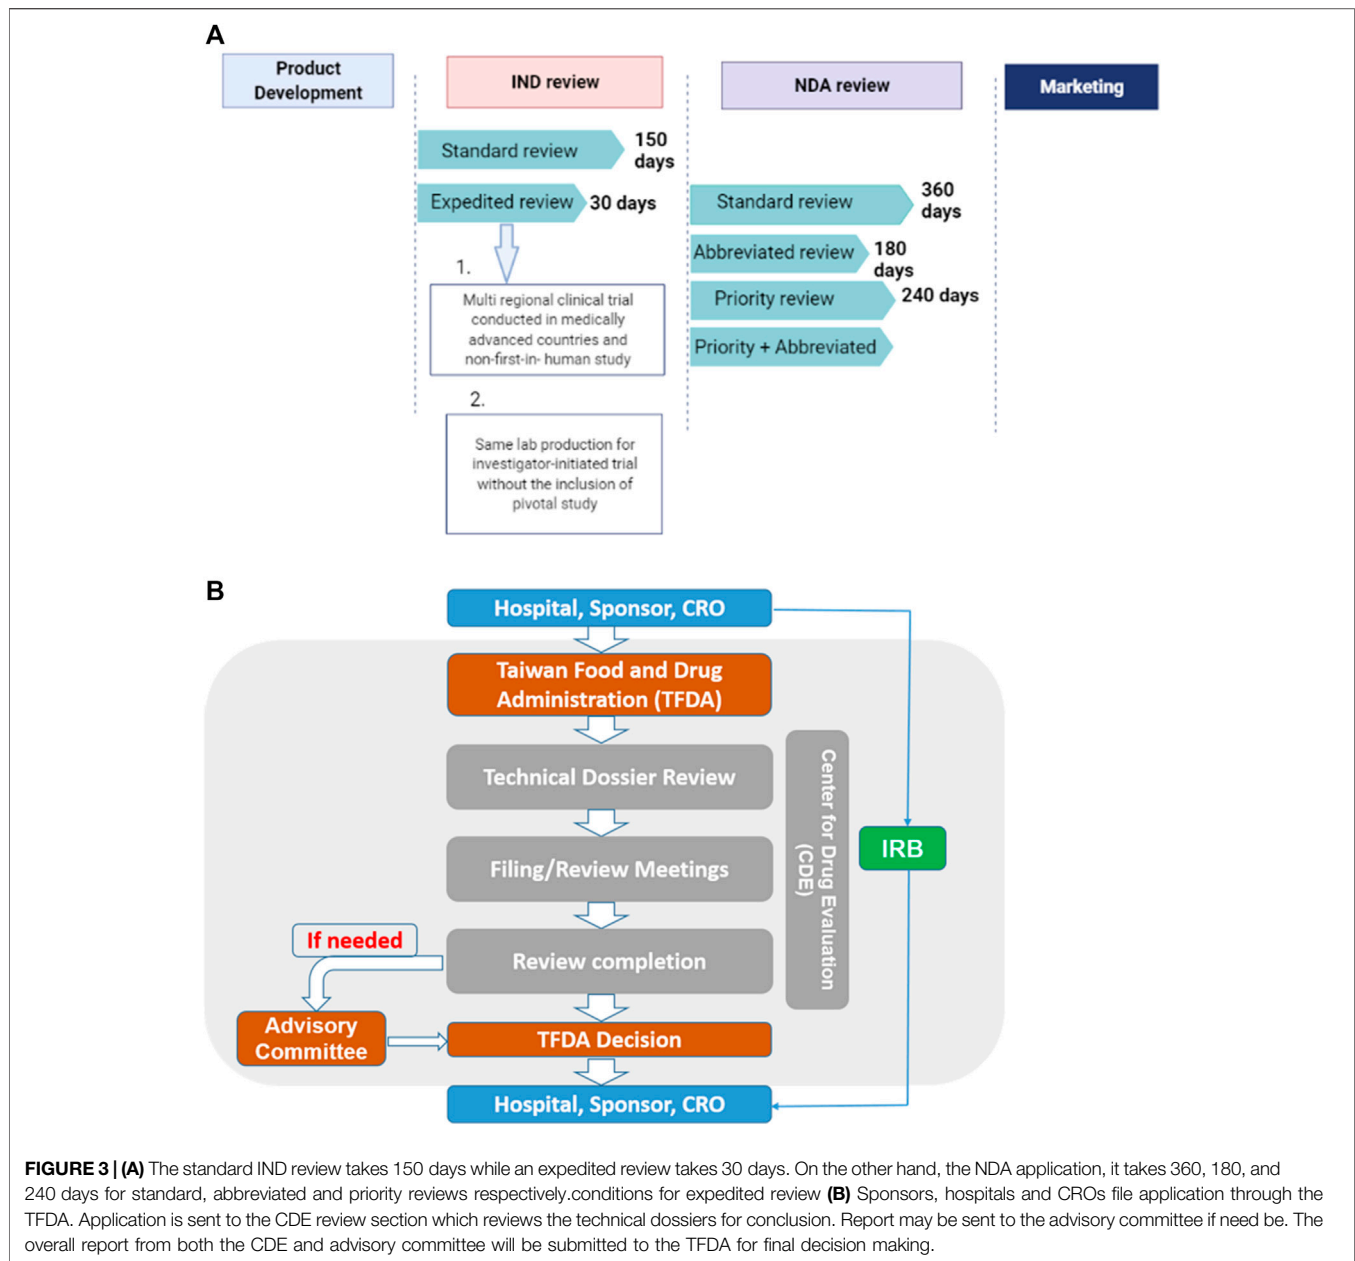 A
Product
Development
IND review
NDA review
Marketing
Standard review
150
days
Expedited review
30 days
Standard review
360
days
Abbreviated review
180
days
Priority review
240 days
Priority + Abbreviated
1.
Multi regional clinical trial
conducted in medically
advanced countries and
non-first-in- human study
2.
Same lab production for
investigator-initiated trial
without the inclusion of
pivotal study
B
Hospital, Sponsor, CRO
Taiwan Food and Drug
Administration (TFDA)
Technical Dossier Review
Filing/Review Meetings
Review completion
Center for Drug Evaluation
(CDE)
IRB
If needed
Advisory
Committee
TFDA Decision
Hospital, Sponsor, CRO
FIGURE 3 | (A) The standard IND review takes 150 days while an expedited review takes 30 days. On the other hand, the NDA application, it takes 360, 180, and
240 days for standard, abbreviated and priority reviews respectively.conditions for expedited review (B) Sponsors, hospitals and CROs file application through the
TFDA. Application is sent to the CDE review section which reviews the technical dossiers for conclusion. Report may be sent to the advisory committee if need be. The
overall report from both the CDE and advisory committee will be submitted to the TFDA for final decision making.